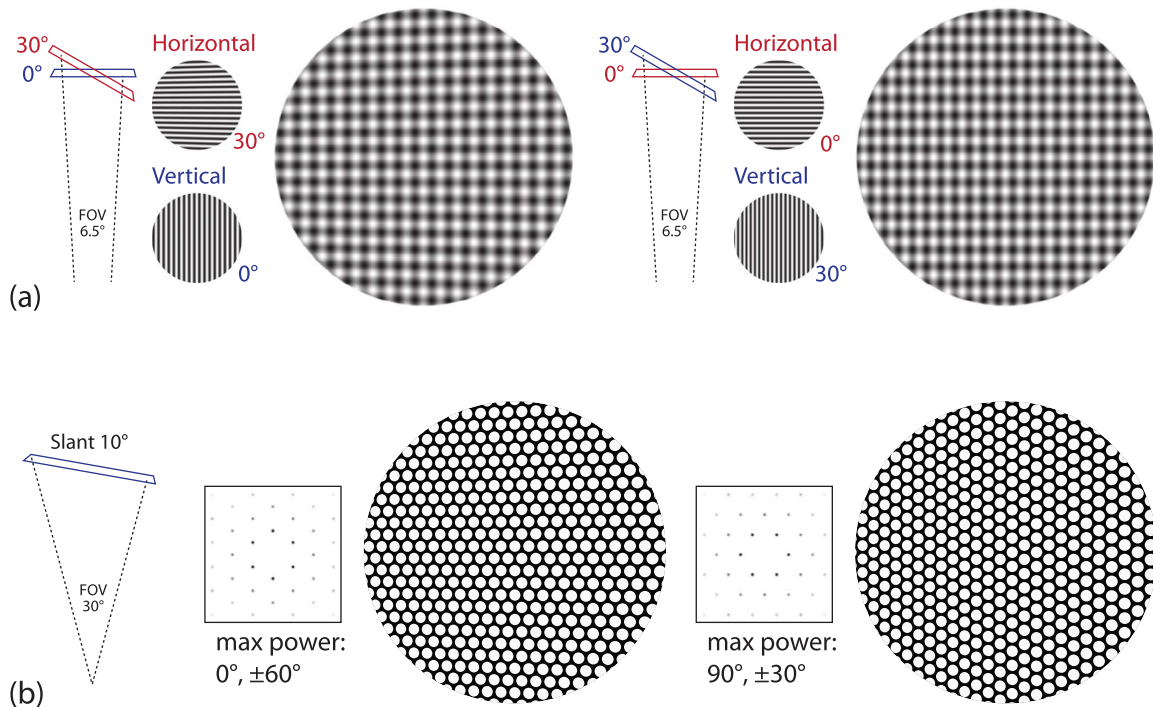 30°
0°
Horizontal
30°
Vertical
0°
FOV
6.5°
30°
0°
Horizontal
0°
Vertical
30°
FOV
6.5°
(a)
Slant 10°
FOV
30°
max power:
0°, ±60°
max power:
90°, ±30°
(b)